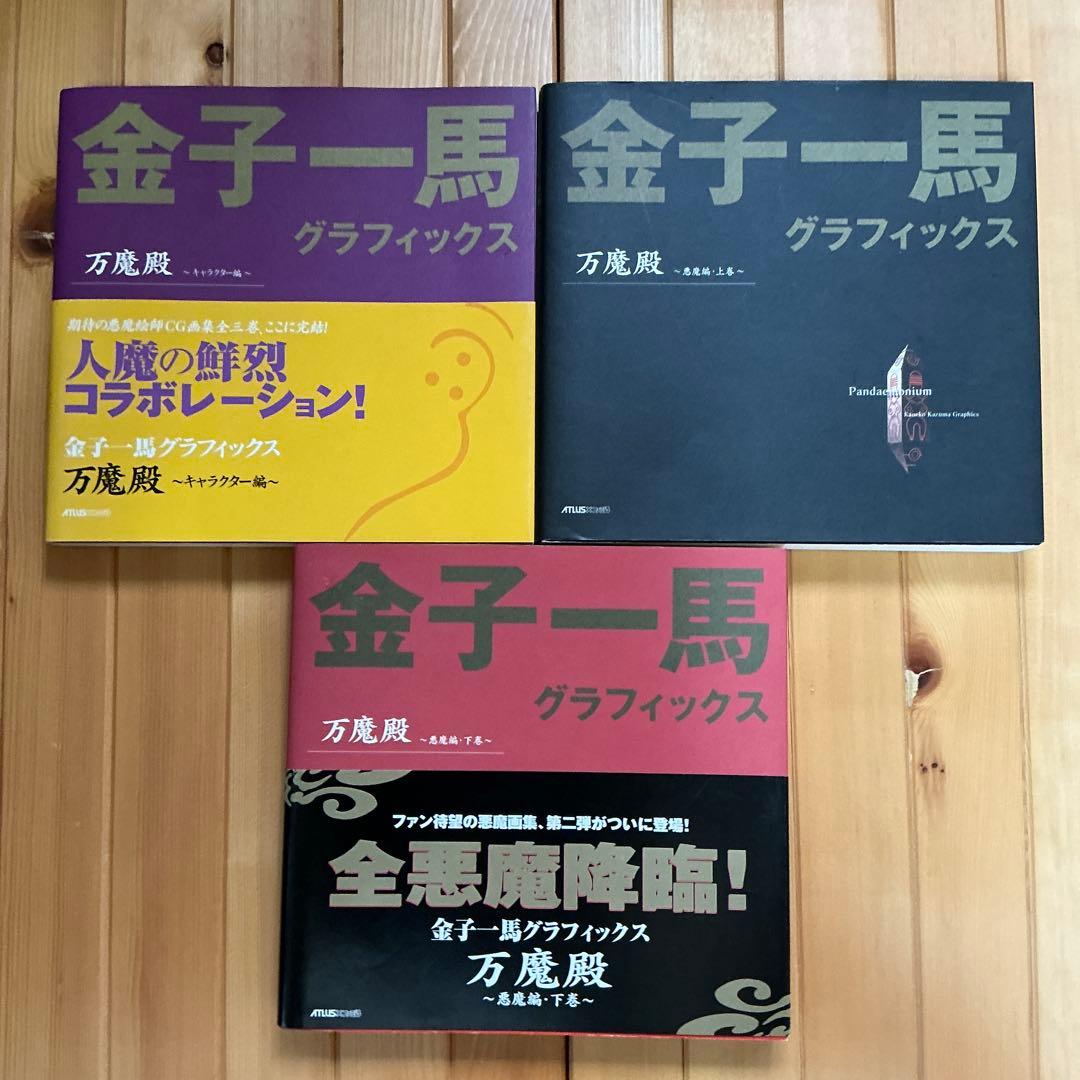 金子一馬
グラフィックス
万魔殿 ～キャラクター編～
期待の悪魔絵師CG画集全三巻、ここに完結!
人魔の鮮烈
コラボレーション!
金子一馬グラフィックス
万魔殿 ～キャラクター編～
ATLUS
金子一馬
グラフィックス
万魔殿 ～悪魔編・上巻～
Pandaemonium
Kaneko Kazuma Graphics
ATLUS
金子一馬
グラフィックス
万魔殿 ～悪魔編・下巻～
ファン待望の悪魔画集、第二弾がついに登場!
全悪魔降臨!
金子一馬グラフィックス
万魔殿
～悪魔編・下巻～
ATLUS